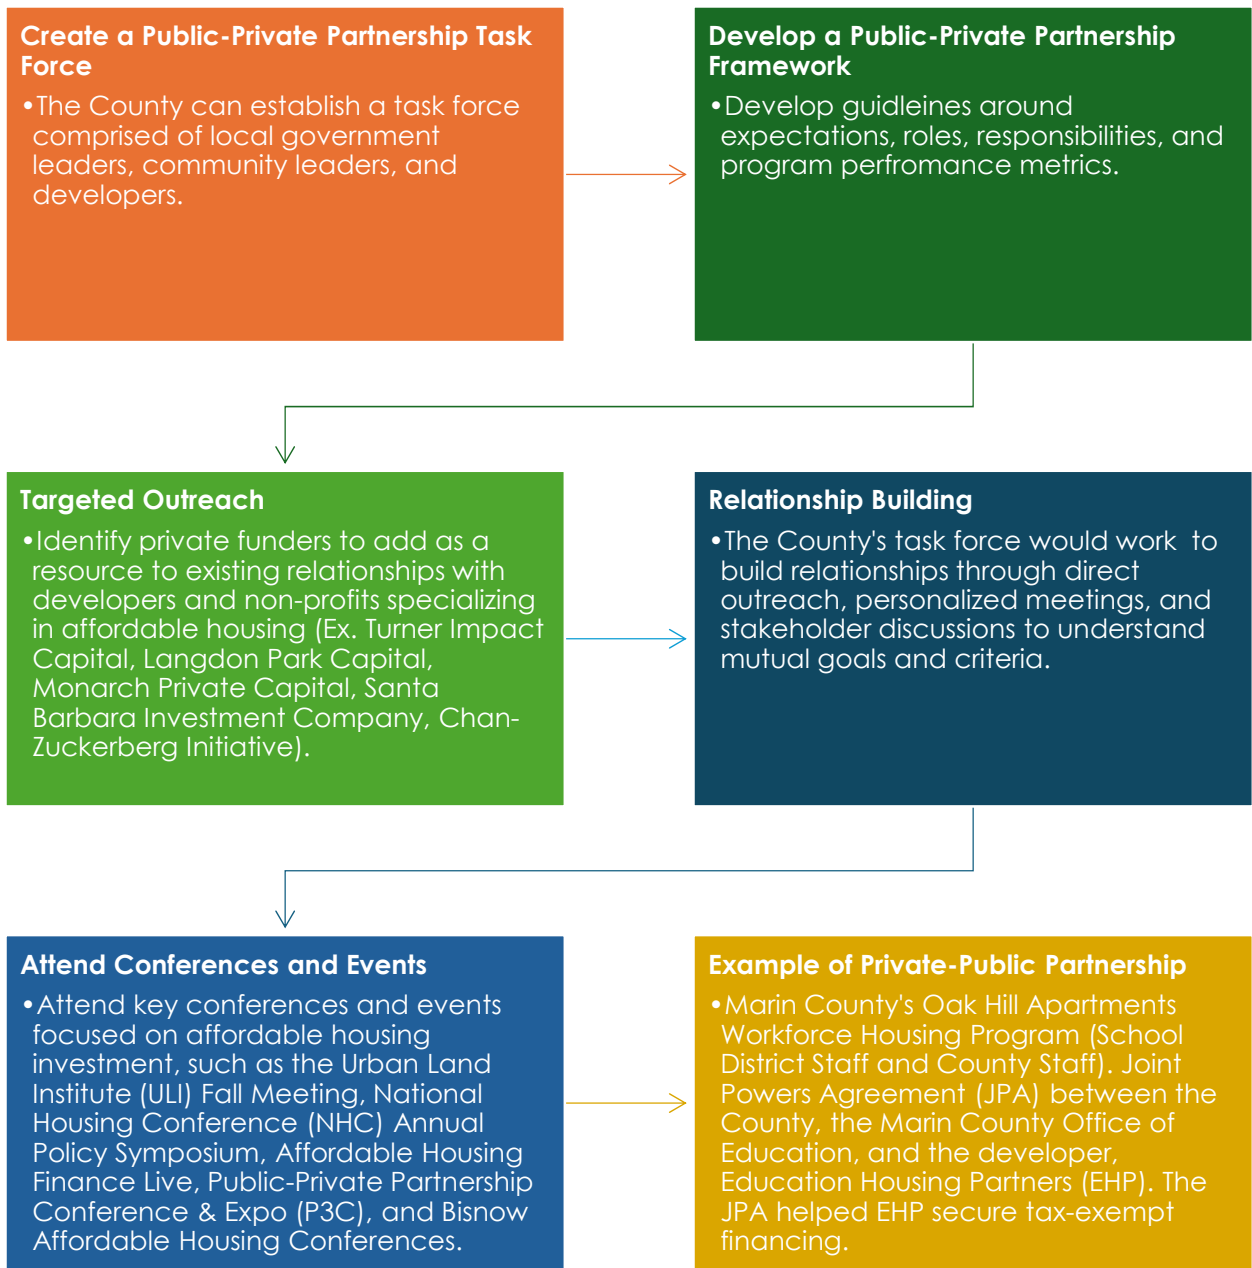 Create a Public-Private Partnership Task
Force
•The County can establish a task force
comprised of local government
leaders, community leaders, and
developers.
Develop a Public-Private Partnership
Framework
•Develop guidleines around
expectations, roles, responsibilities, and
program perfromance metrics.
Targeted Outreach
•Identify private funders to add as a
resource to existing relationships with
developers and non-profits specializing
in affordable housing (Ex. Turner Impact
Capital, Langdon Park Capital,
Monarch Private Capital, Santa
Barbara Investment Company, Chan-
Zuckerberg Initiative).
Relationship Building
•The County's task force would work  to
build relationships through direct
outreach, personalized meetings, and
stakeholder discussions to understand
mutual goals and criteria.
Attend Conferences and Events
•Attend key conferences and events
focused on affordable housing
investment, such as the Urban Land
Institute (ULI) Fall Meeting, National
Housing Conference (NHC) Annual
Policy Symposium, Affordable Housing
Finance Live, Public-Private Partnership
Conference & Expo (P3C), and Bisnow
Affordable Housing Conferences.
Example of Private-Public Partnership
•Marin County's Oak Hill Apartments
Workforce Housing Program (School
District Staff and County Staff). Joint
Powers Agreement (JPA) between the
County, the Marin County Office of
Education, and the developer,
Education Housing Partners (EHP). The
JPA helped EHP secure tax-exempt
financing.